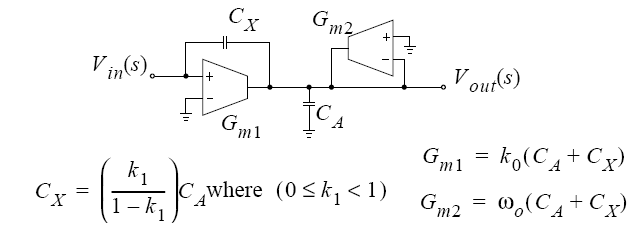 C_X
G_m2
+
-
V_in(s)
+
-
V_out(s)
C_A
G_m1
G_m1 = k_0(C_A + C_X)
C_X = (k_1 / (1 - k_1)) C_A where (0 ≤ k_1 < 1)
G_m2 = ω_o(C_A + C_X)